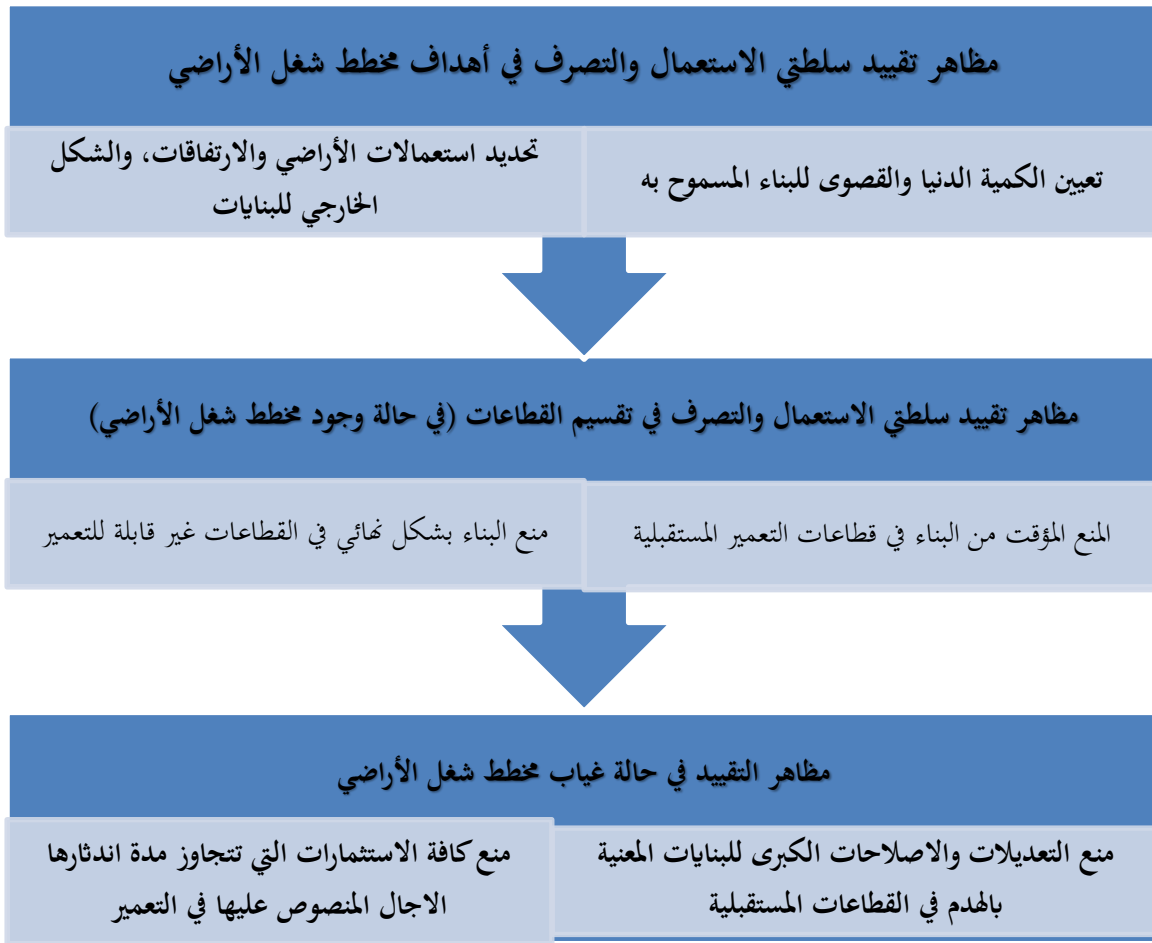 مظاهر تقييد سلطتي الاستعمال والتصرف في أهداف مخطط شغل الأراضي
تعيين الكمية الدنيا والقصوى للبناء المسموح به
تحديد استعمالات الأراضي والارتفاقات، والشكل
الخارجي للبنايات
مظاهر تقييد سلطتي الاستعمال والتصرف في تقسيم القطاعات (في حالة وجود مخطط شغل الأراضي)
المنع المؤقت من البناء في قطاعات التعمير المستقبلية
منع البناء بشكل نهائي في القطاعات غير قابلة للتعمير
مظاهر التقييد في حالة غياب مخطط شغل الأراضي
منع التعديلات والاصلاحات الكبرى للبنايات المعنية
بالهدم في القطاعات المستقبلية
منع كافة الاستثمارات التي تتجاوز مدة اندثارها
الاجال المنصوص عليها في التعمير